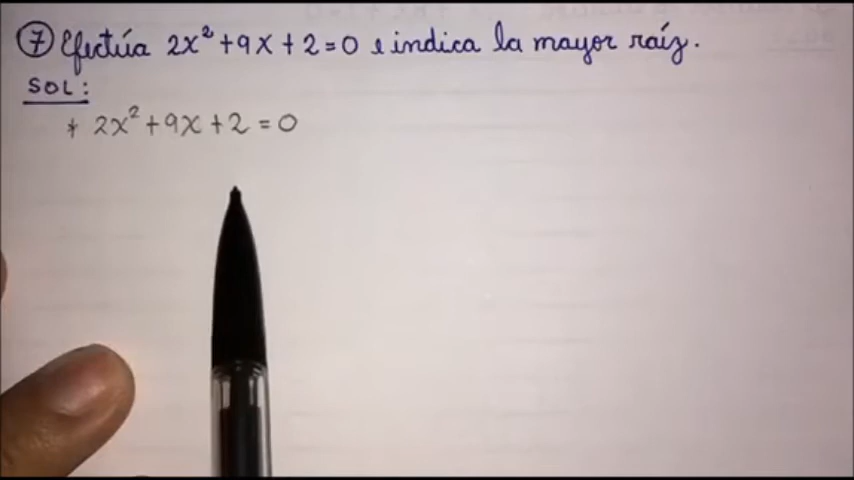 ⑦ Efectúa 2x² + 9x + 2 = 0 e indica la mayor raíz.
SOL:
* 2x² + 9x + 2 = 0